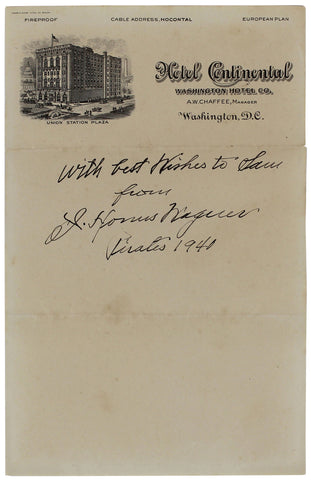 FIREPROOF CABLE ADDRESS, HOCONTAL EUROPEAN PLAN
Hotel Continental
WASHINGTON HOTEL CO.
A.W. CHAFFEE, MANAGER
Washington, D.C.
UNION STATION PLAZA
With best Wishes to Sam
from
J. Honus Wagner
Pirates 1940